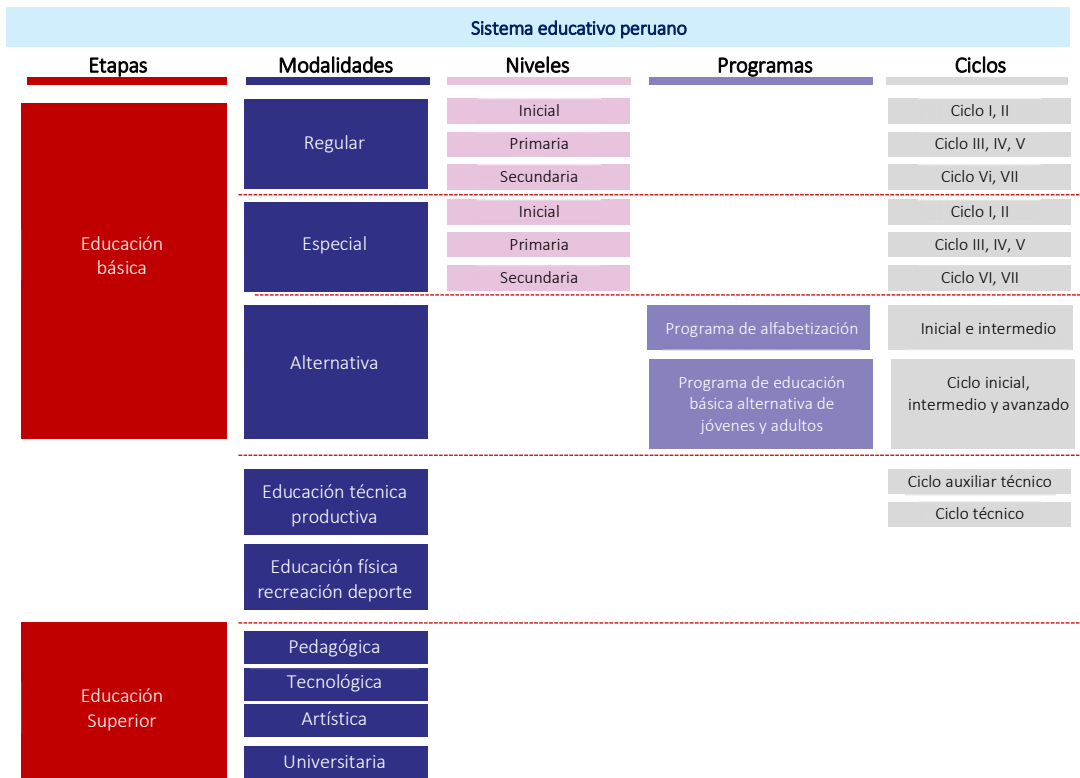 Sistema educativo peruano
Etapas
Modalidades
Niveles
Programas
Ciclos
Educación
básica
Regular
Inicial
Ciclo I, II
Primaria
Ciclo III, IV, V
Secundaria
Ciclo Vi, VII
Especial
Inicial
Ciclo I, II
Primaria
Ciclo III, IV, V
Secundaria
Ciclo VI, VII
Alternativa
Programa de alfabetización
Inicial e intermedio
Programa de educación
básica alternativa de
jóvenes y adultos
Ciclo inicial,
intermedio y avanzado
Educación técnica
productiva
Ciclo auxiliar técnico
Ciclo técnico
Educación física
recreación deporte
Educación
Superior
Pedagógica
Tecnológica
Artística
Universitaria